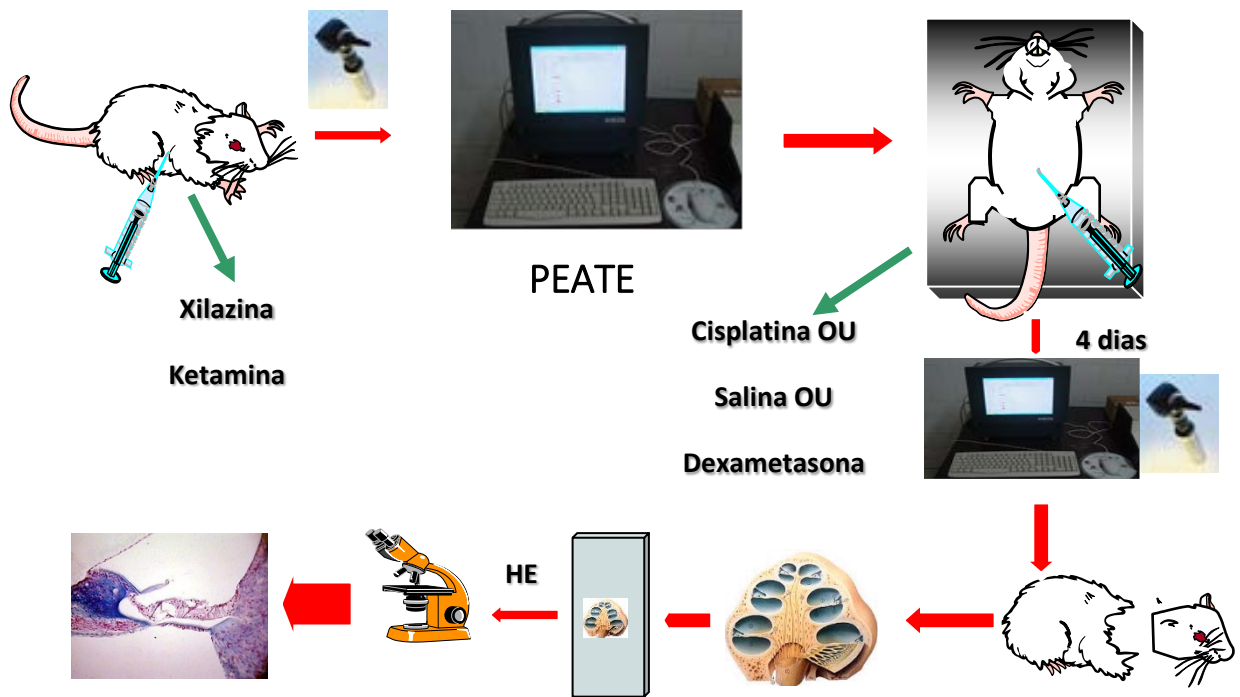 PEATE
Xilazina
Ketamina
Cisplatina OU
Salina OU
Dexametasona
4 dias
HE